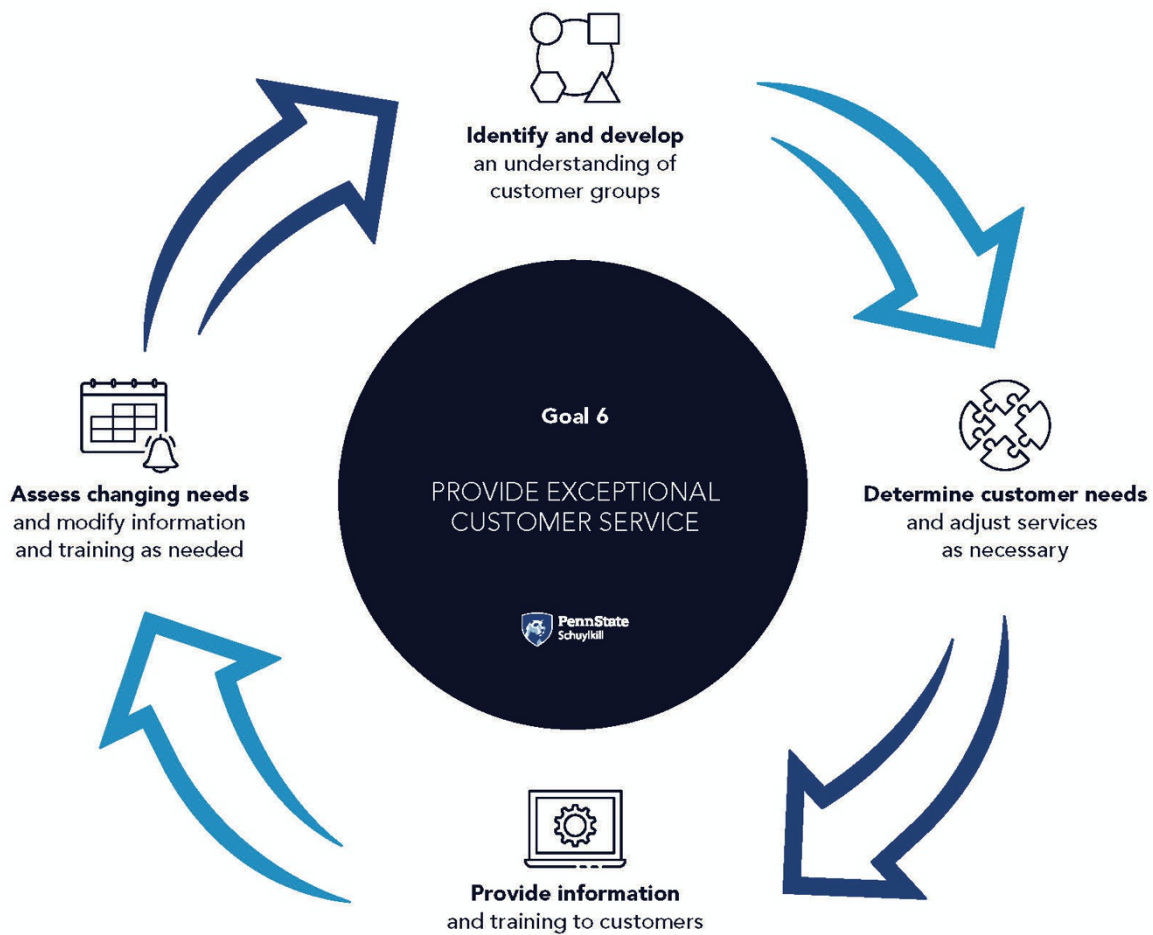 Identify and develop
an understanding of
customer groups
Determine customer needs
and adjust services
as necessary
Provide information
and training to customers
Assess changing needs
and modify information
and training as needed
Goal 6
PROVIDE EXCEPTIONAL
CUSTOMER SERVICE
PennState
Schuylkill